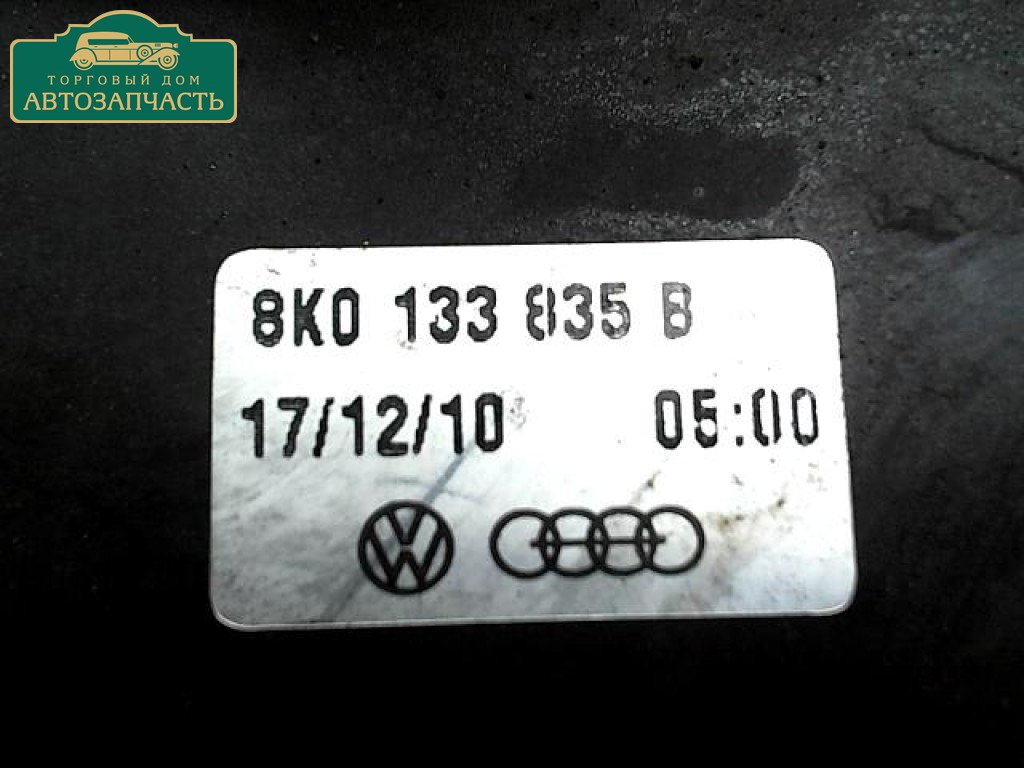 ТОРГОВЫЙ ДОМ
АВТОЗАПЧАСТЬ
8K0 133 835 B
17/12/10 05:00